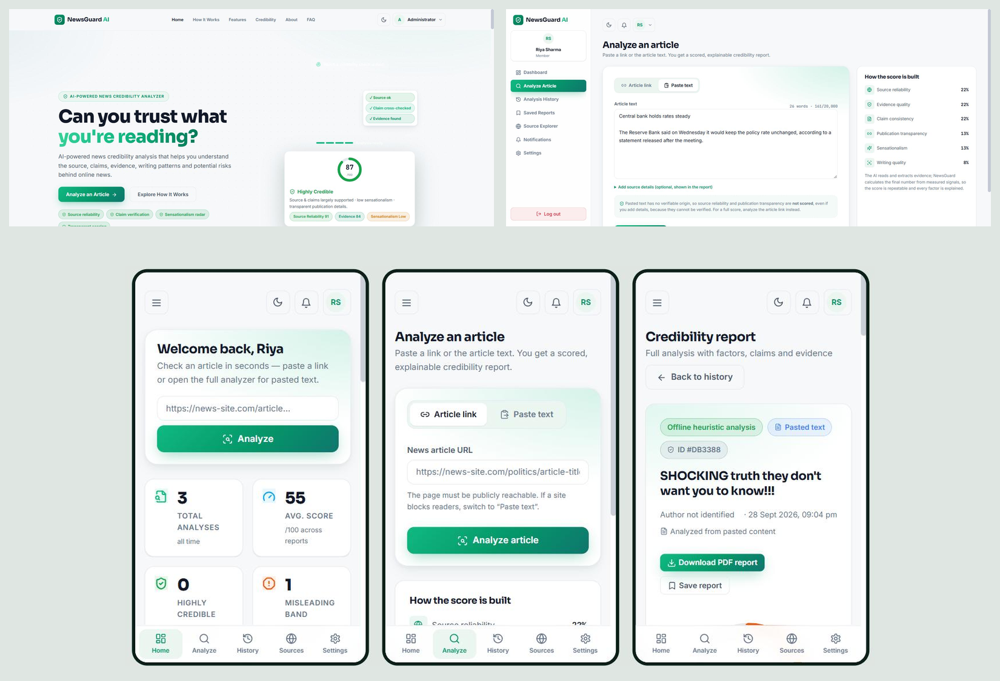 NewsGuard AI
Home How It Works Features Credibility About FAQ
A Administrator
AI-POWERED NEWS CREDIBILITY ANALYZER
Can you trust what
you're reading?
AI-powered news credibility analysis that helps you understand
the source, claims, evidence, writing patterns and potential risks
behind online news.
Analyze an Article →
Explore How It Works
Source reliability
Claim verification
Sensationalism radar
✓ Source ok
✓ Claim cross-checked
✓ Evidence found
87
/100
Highly Credible
Source & claims largely supported · low sensationalism ·
transparent publication details.
Source Reliability 91
Evidence 84
Sensationalism Low
NewsGuard AI
RS
Riya Sharma
Member
Dashboard
Analyze Article
Analysis History
Saved Reports
Source Explorer
Notifications
Settings
Log out
RS
Analyze an article
Paste a link or the article text. You get a scored, explainable credibility report.
Article link
Paste text
Article text
26 words · 161/20,000
Central bank holds rates steady
The Reserve Bank said on Wednesday it would keep the policy rate unchanged, according to a
statement released after the meeting.
Add source details (optional, shown in the report)
Pasted text has no verifiable origin, so source reliability and publication transparency are not scored, even if
you add details, because they cannot be verified. For a full score, analyze the article link instead.
How the score is built
Source reliability 22%
Evidence quality 22%
Claim consistency 22%
Publication transparency 13%
Sensationalism 13%
Writing quality 8%
The AI reads and extracts evidence; NewsGuard
calculates the final number from measured signals, so
the score is repeatable and every factor is explained.
RS
Welcome back, Riya
Check an article in seconds — paste a link
or open the full analyzer for pasted text.
https://news-site.com/article...
Analyze
3
TOTAL
ANALYSES
all time
55
AVG. SCORE
/100 across
reports
0
HIGHLY
CREDIBLE
1
MISLEADING
BAND
Home Analyze History Sources Settings
RS
Analyze an article
Paste a link or the article text. You get a scored,
explainable credibility report.
Article link
Paste text
News article URL
https://news-site.com/politics/article-titl
The page must be publicly reachable. If a site
blocks readers, switch to “Paste text”.
Analyze article
How the score is built
Source reliability 22%
Home Analyze History Sources Settings
RS
Credibility report
Full analysis with factors, claims and evidence
← Back to history
Offline heuristic analysis
Pasted text
ID #DB3388
SHOCKING truth they don't
want you to know!!!
Author not identified · 28 Sept 2026, 09:04 pm
Analyzed from pasted content
Download PDF report
Save report
Home Analyze History Sources Settings